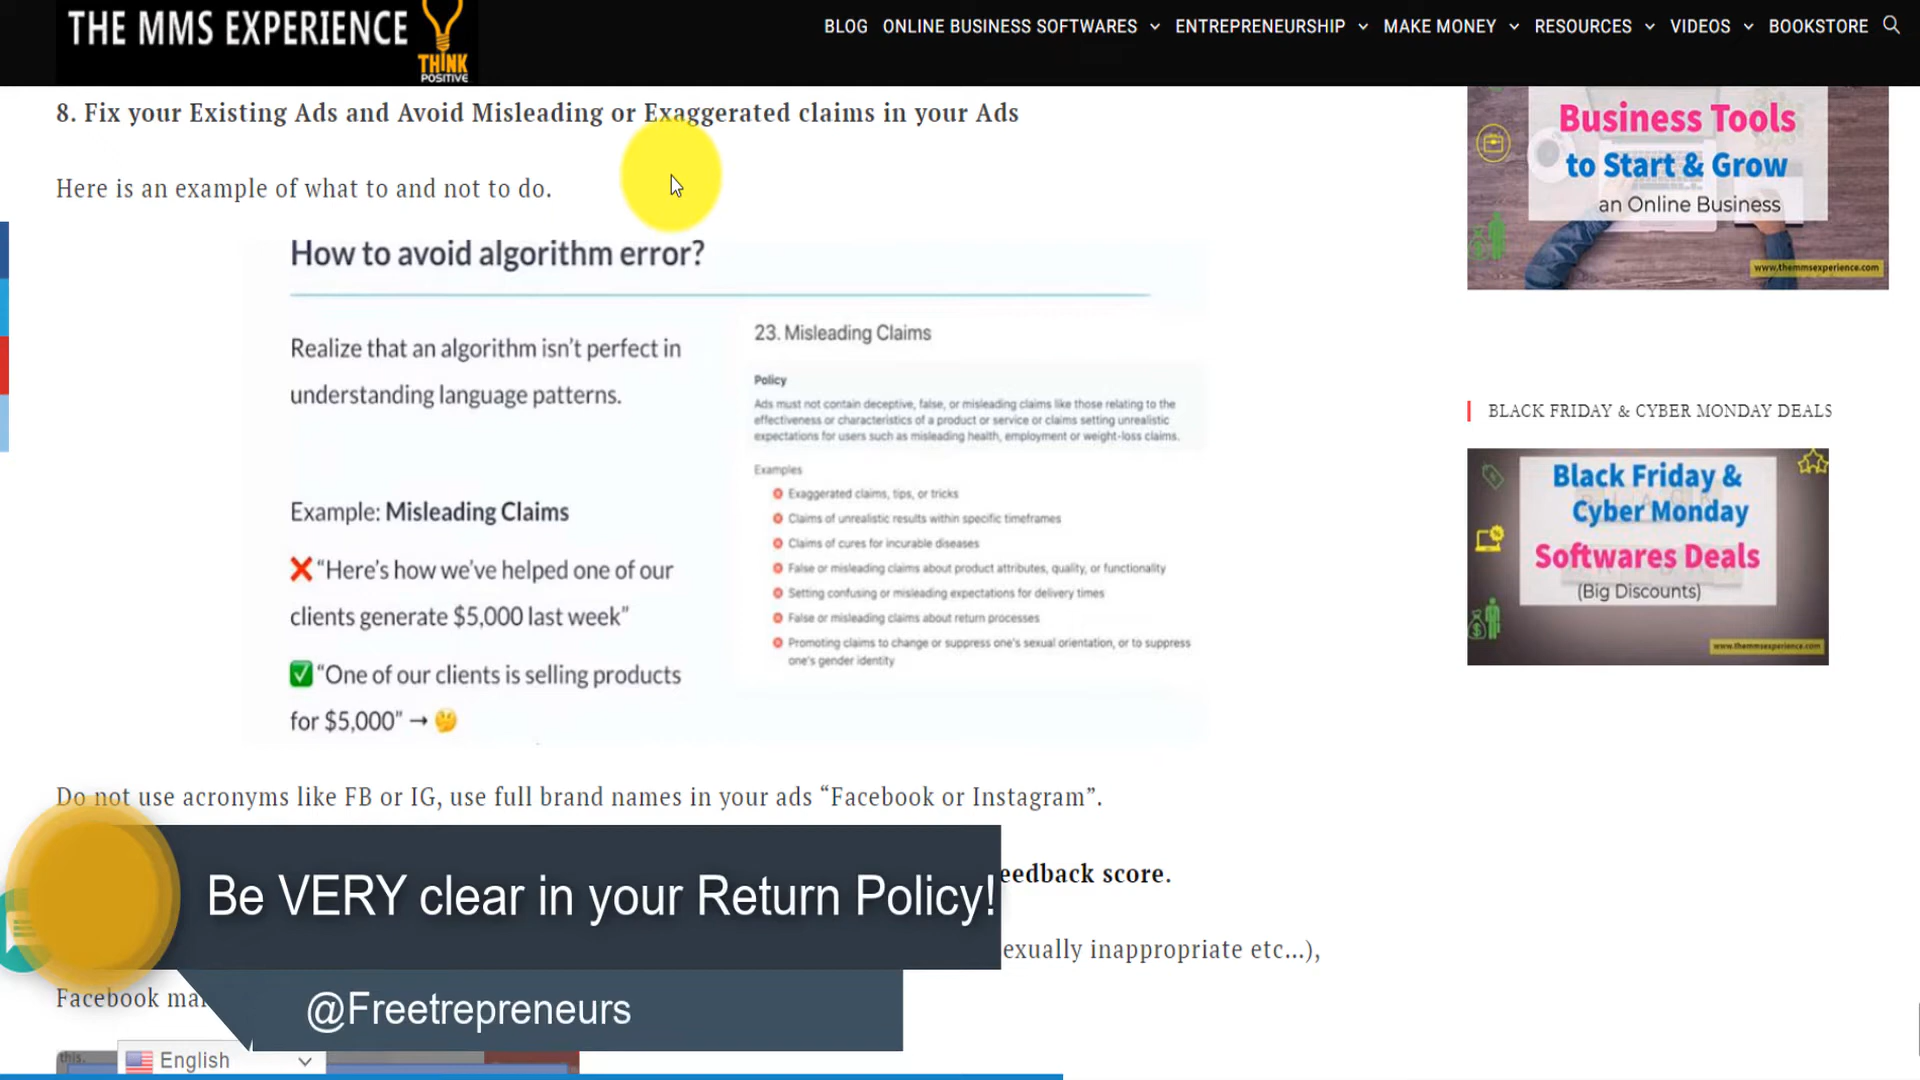 THE MMS EXPERIENCE
THINK
POSITIVE
BLOG ONLINE BUSINESS SOFTWARES ENTREPRENEURSHIP MAKE MONEY RESOURCES VIDEOS BOOKSTORE
8. Fix your Existing Ads and Avoid Misleading or Exaggerated claims in your Ads
Here is an example of what to and not to do.
How to avoid algorithm error?
Realize that an algorithm isn't perfect in
understanding language patterns.
Example: Misleading Claims
❌ "Here's how we've helped one of our
clients generate $5,000 last week"
✅ "One of our clients is selling products
for $5,000" → 🤔
23. Misleading Claims
Policy
Ads must not contain deceptive, false, or misleading claims like those relating to the
effectiveness or characteristics of a product or service or claims setting unrealistic
expectations for users such as misleading health, employment or weight-loss claims.
Examples
Exaggerated claims, tips, or tricks
Claims of unrealistic results within specific timeframes
Claims of cures for incurable diseases
False or misleading claims about product attributes, quality, or functionality
Setting confusing or misleading expectations for delivery times
False or misleading claims about return processes
Promoting claims to change or suppress one's sexual orientation, or to suppress
one's gender identity
Do not use acronyms like FB or IG, use full brand names in your ads “Facebook or Instagram”.
eedback score.
exually inappropriate etc...),
Facebook ma
Be VERY clear in your Return Policy!
@Freetrepreneurs
this.
English
Business Tools
to Start & Grow
an Online Business
www.themmsexperience.com
BLACK FRIDAY & CYBER MONDAY DEALS
Black Friday &
Cyber Monday
Softwares Deals
(Big Discounts)
www.themmsexperience.com